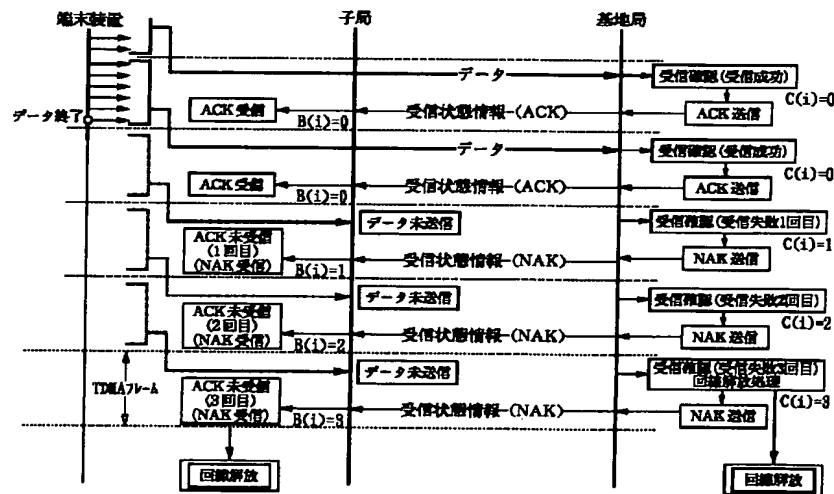 端末装置
子局
基地局
データ
受信確認(受信成功)
C(i)=0
ACK受信
B(i)=0
受信状態情報-(ACK)
ACK送信
データ終了
データ
受信確認(受信成功)
C(i)=0
ACK受信
B(i)=0
受信状態情報-(ACK)
ACK送信
データ未送信
受信確認(受信失敗1回目)
C(i)=1
ACK未受信
(1回目)
(NAK受信)
B(i)=1
受信状態情報-(NAK)
NAK送信
データ未送信
受信確認(受信失敗2回目)
C(i)=2
ACK未受信
(2回目)
(NAK受信)
B(i)=2
受信状態情報-(NAK)
NAK送信
データ未送信
受信確認(受信失敗3回目)
回線解放処理
C(i)=3
TDMAフレーム
ACK未受信
(3回目)
(NAK受信)
B(i)=3
受信状態情報-(NAK)
NAK送信
回線解放
回線解放